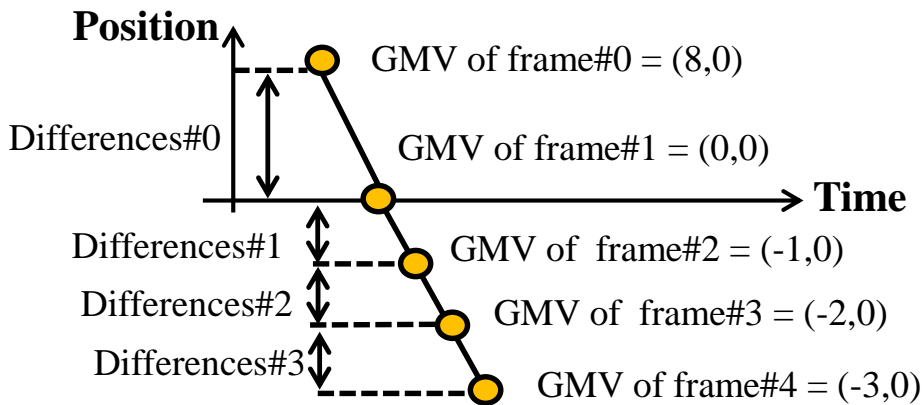 Position
GMV of frame#0 = (8,0)
Differences#0
GMV of frame#1 = (0,0)
Time
Differences#1
GMV of frame#2 = (-1,0)
Differences#2
GMV of frame#3 = (-2,0)
Differences#3
GMV of frame#4 = (-3,0)